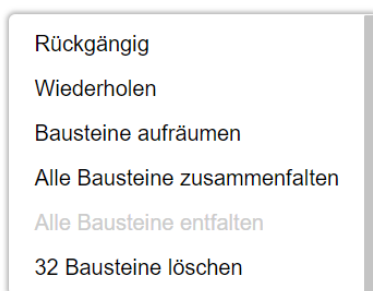 Rückgängig
Wiederholen
Bausteine aufräumen
Alle Bausteine zusammenfalten
Alle Bausteine entfalten
32 Bausteine löschen